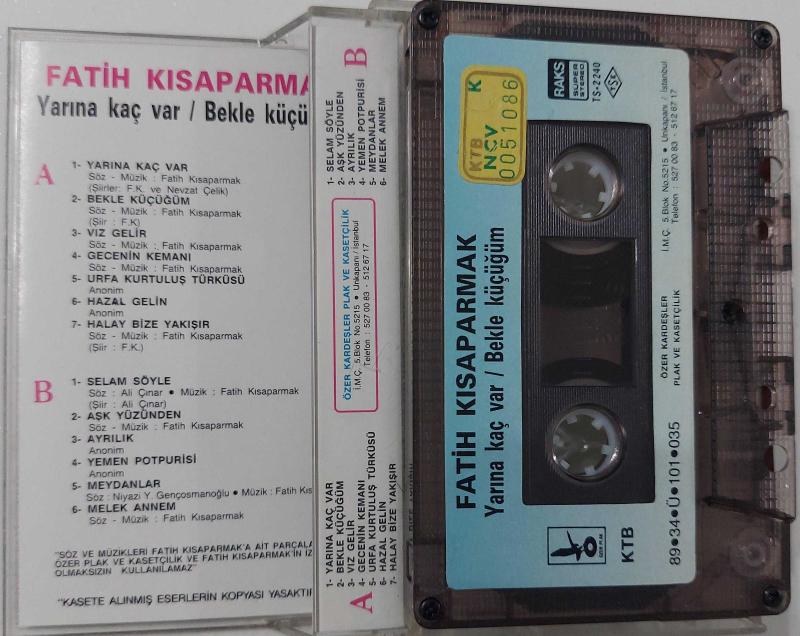 FATİH KISAPARMA
Yarına kaç var / Bekle küçü
A
1- YARINA KAÇ VAR
Söz - Müzik : Fatih Kısaparmak
(Şiirler: F.K. ve Nevzat Çelik)
2- BEKLE KÜÇÜĞÜM
Söz - Müzik : Fatih Kısaparmak
(Şiir : F.K)
3- VIZ GELİR
Söz - Müzik : Fatih Kısaparmak
4- GECENİN KEMANI
Söz - Müzik : Fatih Kısaparmak
5- URFA KURTULUŞ TÜRKÜSÜ
Anonim
6- HAZAL GELİN
Anonim
7- HALAY BİZE YAKIŞIR
Söz - Müzik : Fatih Kısaparmak
(Şiir : F.K.)
B
1- SELAM SÖYLE
Söz : Ali Çınar • Müzik : Fatih Kısaparmak
(Şiir : Ali Çınar)
2- AŞK YÜZÜNDEN
Söz - Müzik : Fatih Kısaparmak
3- AYRILIK
Anonim
4- YEMEN POTPURİSİ
Anonim
5- MEYDANLAR
Söz : Niyazi Y. Gençosmanoğlu • Müzik : Fatih Kıs
6- MELEK ANNEM
Söz - Müzik : Fatih Kısaparmak
"SÖZ VE MÜZİKLERİ FATİH KISAPARMAK'A AİT PARÇALA
ÖZER PLAK VE KASETÇİLİK VE FATİH KISAPARMAK'IN İZ
OLMAKSIZIN KULLANILAMAZ"
"KASETE ALINMIŞ ESERLERİN KOPYASI YASAKTIR
A
1- YARINA KAÇ VAR
2- BEKLE KÜÇÜĞÜM
3- VIZ GELİR
4- GECENİN KEMANI
5- URFA KURTULUŞ TÜRKÜSÜ
6- HAZAL GELİN
7- HALAY BİZE YAKIŞIR
ÖZER KARDEŞLER PLAK VE KASETÇİLİK
İ.M.Ç. 5.Blok No.5215 • Unkapanı / İstanbul
Telefon : 527 00 83 - 512 67 17
B
1- SELAM SÖYLE
2- AŞK YÜZÜNDEN
3- AYRILIK
4- YEMEN POTPURİSİ
5- MEYDANLAR
6- MELEK ANNEM
FATİH KISAPARMAK
Yarına kaç var / Bekle küçüğüm
KTB K
NCV
0051086
RAKS
SUPER
STEREO
TS-2240
TSE
KTB
89•34•Ü•101•035
ÖZER KARDEŞLER
PLAK VE KASETÇİLİK
İ.M.Ç. 5.Blok No.5215 • Unkapanı / İstanbul
Telefon : 527 00 83 - 512 67 17